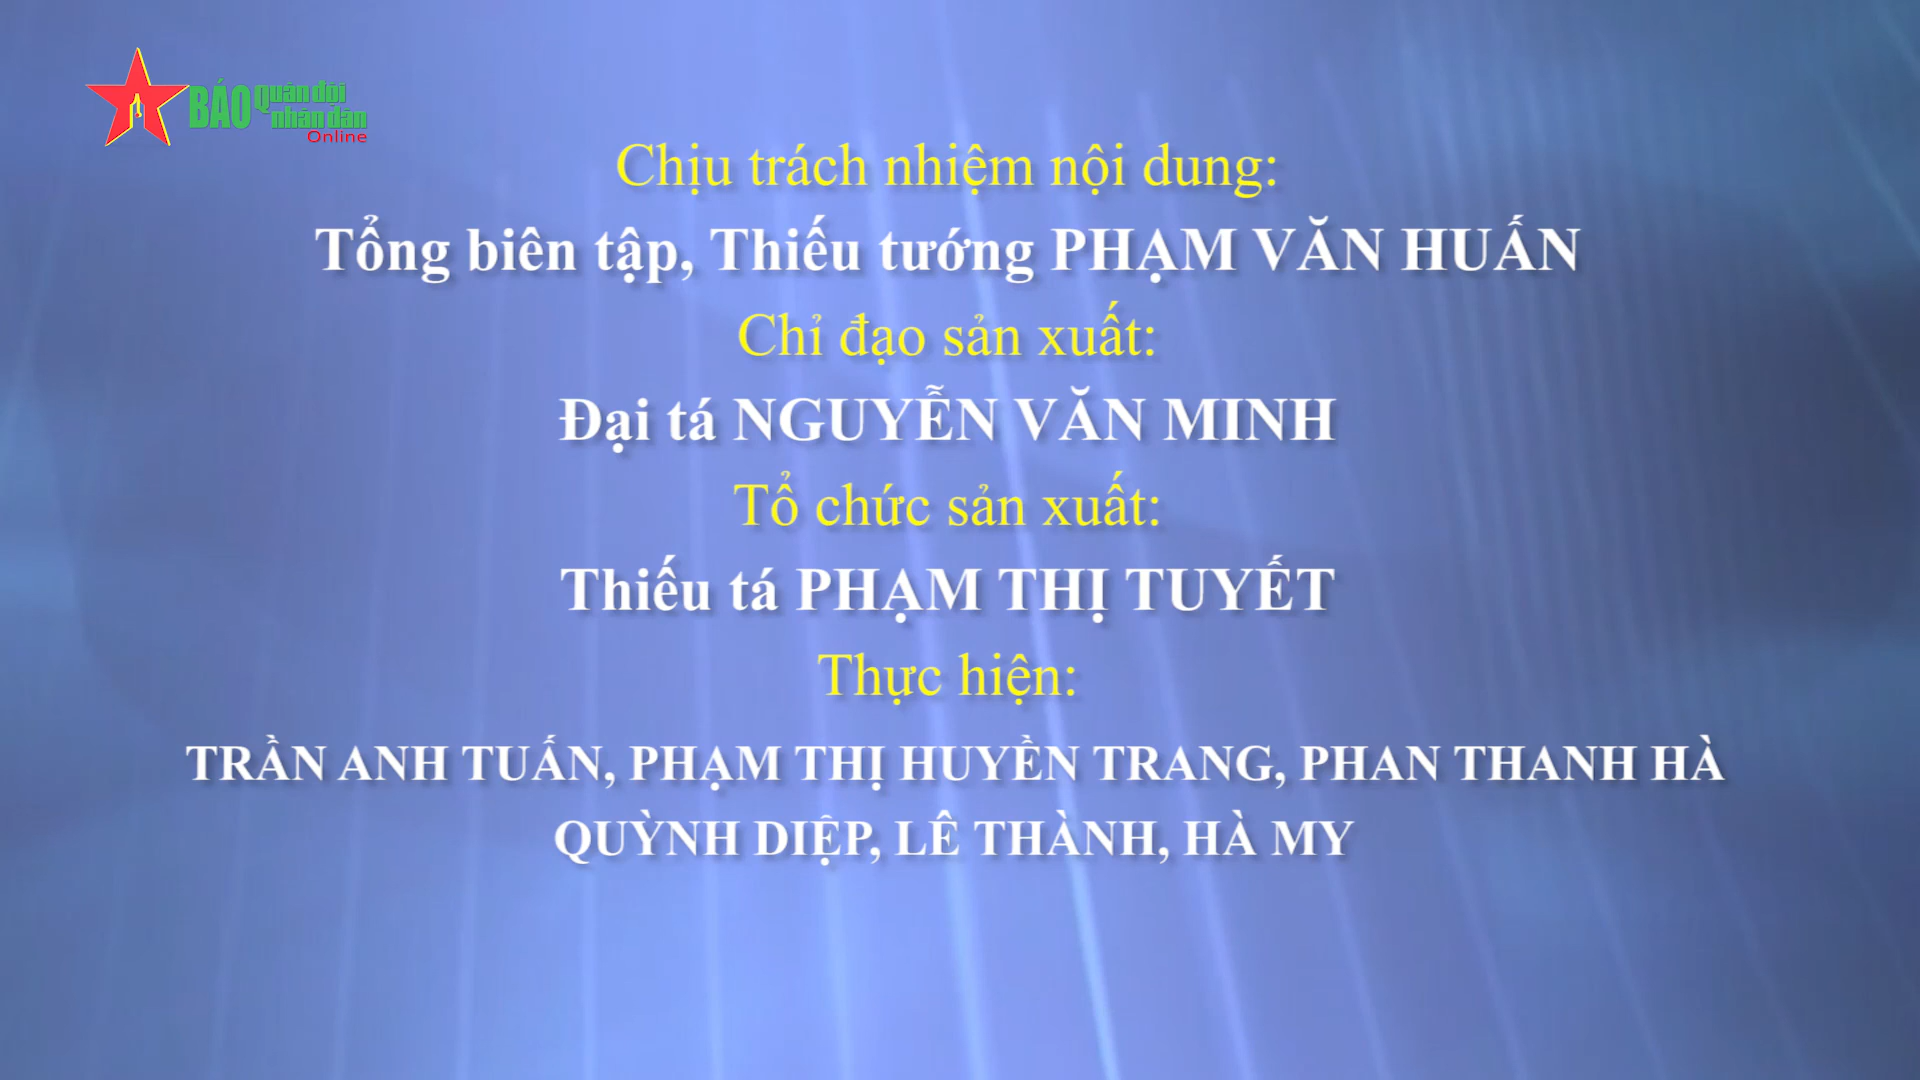 BÁO quân đội
nhân dân
Online
Chịu trách nhiệm nội dung:
Tổng biên tập, Thiếu tướng PHẠM VĂN HUẤN
Chỉ đạo sản xuất:
Đại tá NGUYỄN VĂN MINH
Tổ chức sản xuất:
Thiếu tá PHẠM THỊ TUYẾT
Thực hiện:
TRẦN ANH TUẤN, PHẠM THỊ HUYỀN TRANG, PHAN THANH HÀ
QUỲNH DIỆP, LÊ THÀNH, HÀ MY